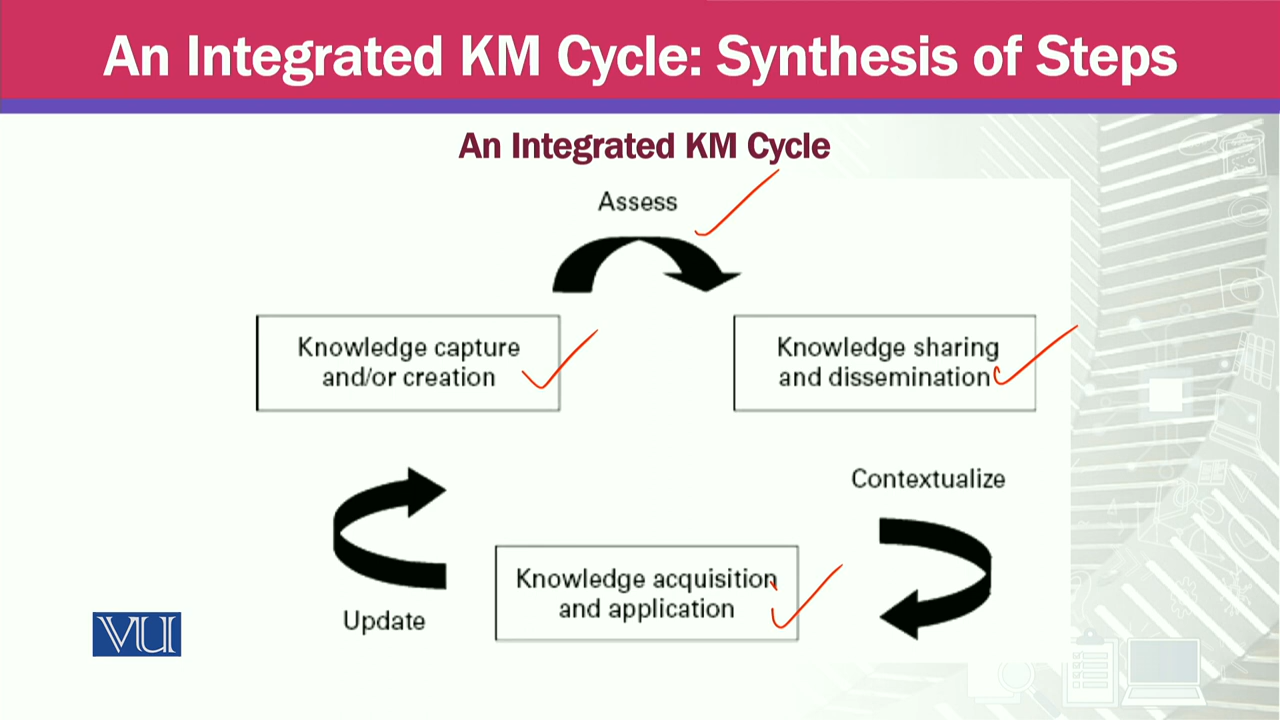 An Integrated KM Cycle: Synthesis of Steps
An Integrated KM Cycle
Assess
Knowledge capture
and/or creation
Knowledge sharing
and dissemination
Contextualize
Knowledge acquisition
and application
Update
VU